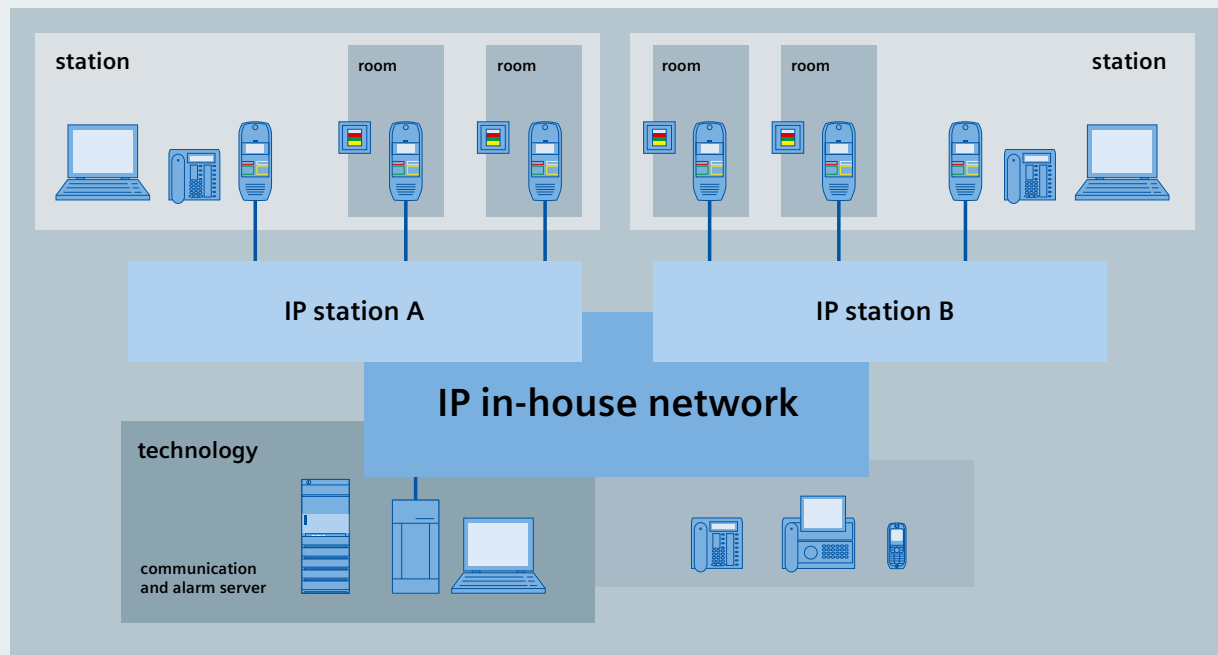 station
room
room
room
room
station
IP station A
IP station B
IP in-house network
technology
communication
and alarm server